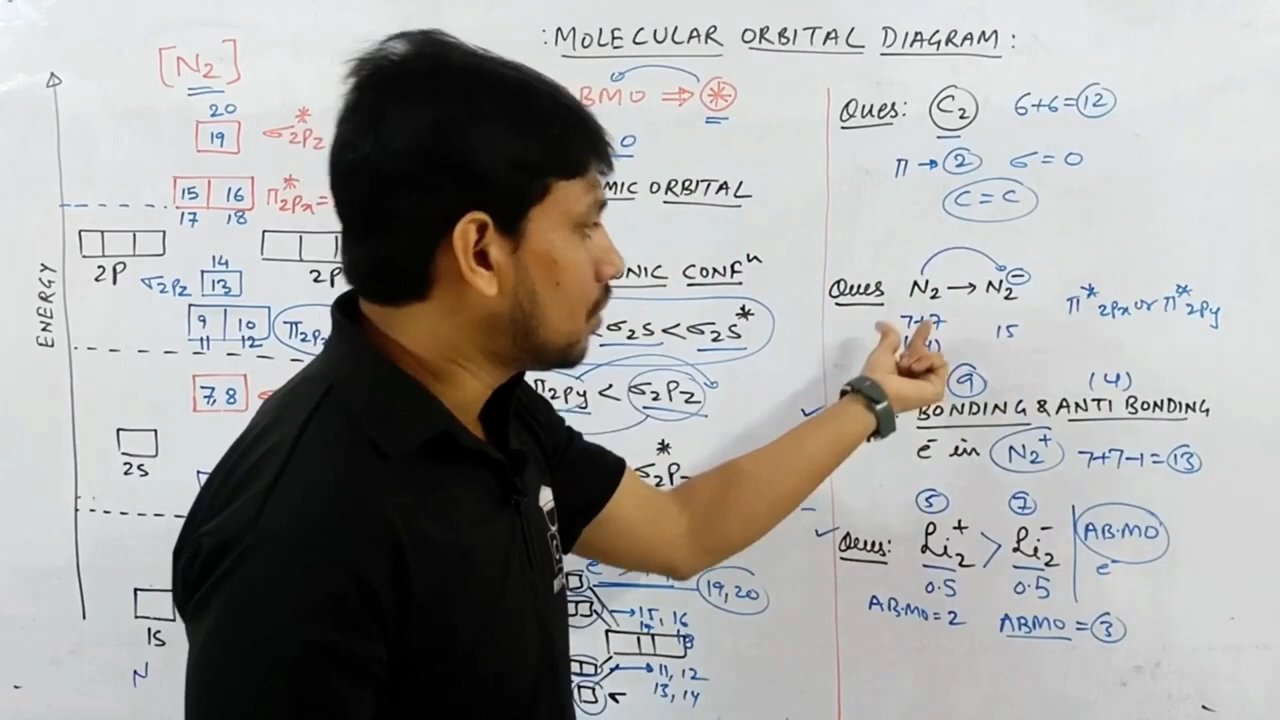 : MOLECULAR ORBITAL DIAGRAM :
[N₂]
20
19
σ*2Pz
15 16
17 18
π*2Px=
2P
2P
14
13
σ2Pz
9 10
11 12
π2Px
7,8
2S
1S
N
ENERGY
BMO ⇒ *
0
MIC ORBITAL
ONIC CONFⁿ
< σ2S < σ2S*
π2Py < σ2Pz
σ*2P
e⁻
19, 20
→ 15, 16
17 18
→ 11, 12
13, 14
σ
Ques: C₂ 6+6=12
π → 2 σ = 0
C = C
Ques N₂ → N₂⁻
7+7 15
π*2Px or π*2Py
9 (4)
BONDING & ANTI BONDING
ē in N₂⁺ 7+7-1=13
5 7
Ques: Li₂⁺ > Li₂⁻
AB·MO
e⁻
0.5 0.5
AB·MO=2 ABMO = 3